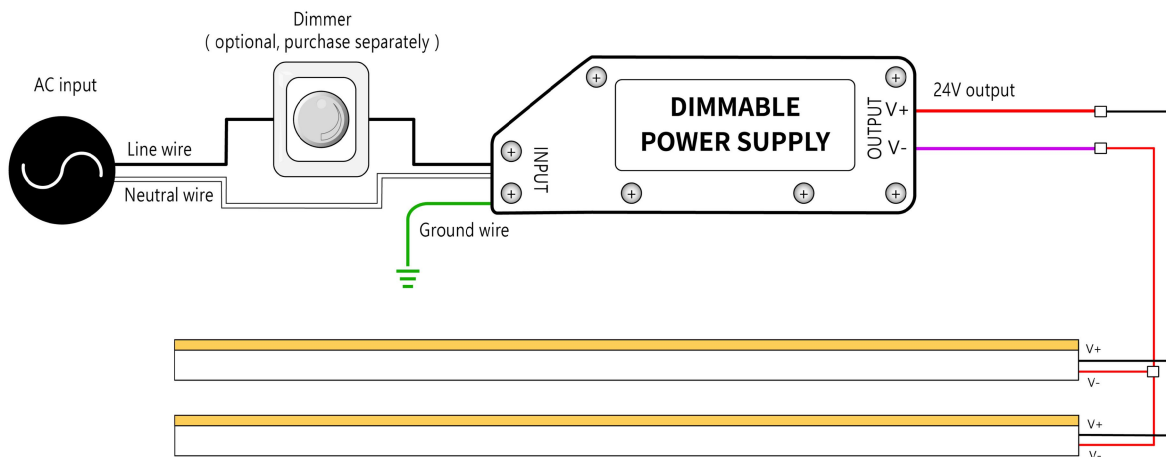 Dimmer
( optional, purchase separately )
AC input
Line wire
Neutral wire
Ground wire
INPUT
DIMMABLE
POWER SUPPLY
OUTPUT
V+
V-
24V output
V+
V-
V+
V-